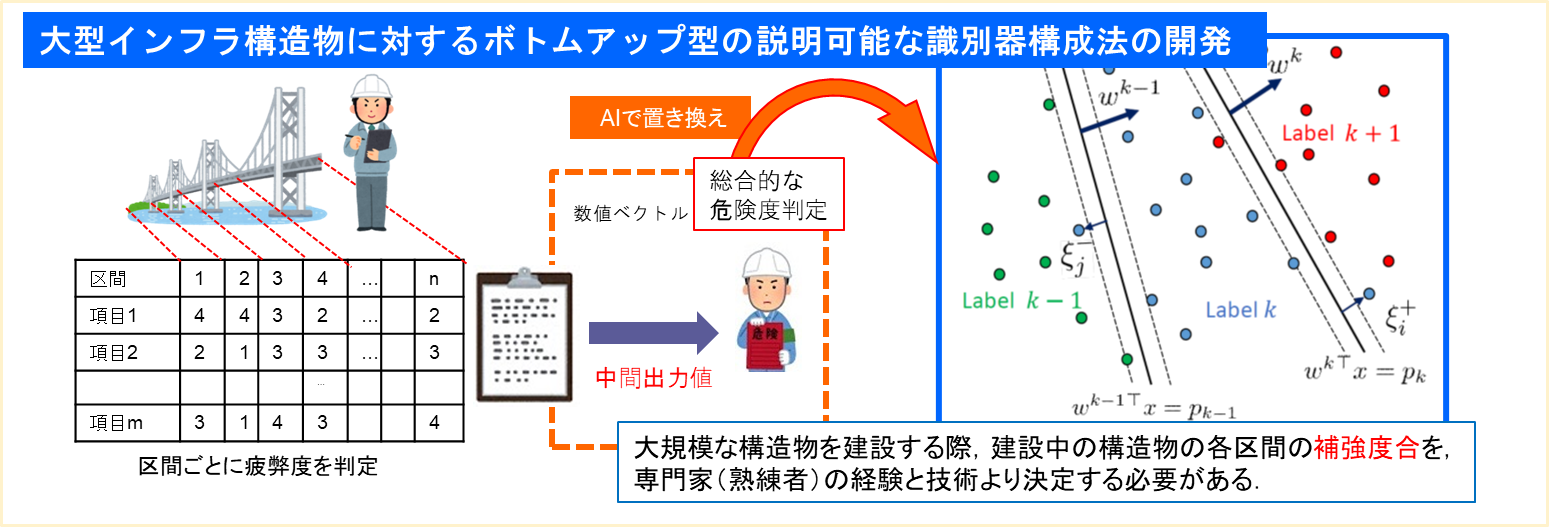 大型インフラ構造物に対するボトムアップ型の説明可能な識別器構成法の開発
AIで置き換え
総合的な
危険度判定
数値ベクトル
危険
中間出力値
区間 1 2 3 4 … n
項目1 4 4 3 2 … 2
項目2 2 1 3 3 … 3
…
項目m 3 1 4 3 4
区間ごとに疲弊度を判定
w^{k-1}
w^k
Label k + 1
ξ_j^-
Label k − 1
Label k
ξ_i^+
w^{k⊤}x = p_k
w^{k-1⊤}x = p_{k-1}
大規模な構造物を建設する際，建設中の構造物の各区間の補強度合を，
専門家（熟練者）の経験と技術より決定する必要がある．